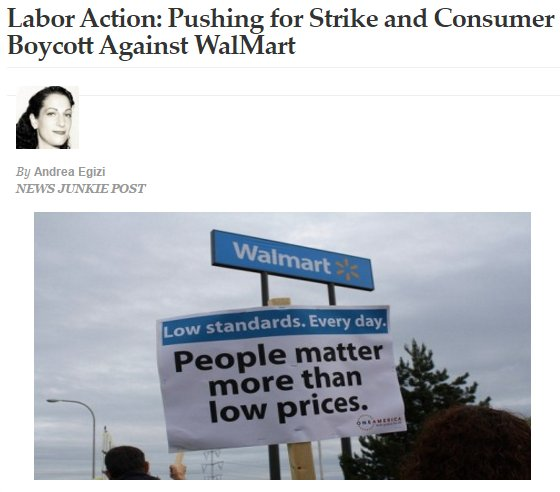 Labor Action: Pushing for Strike and Consumer
Boycott Against WalMart
By Andrea Egizi
NEWS JUNKIE POST
Walmart
Low standards. Every day.
People matter
more than
low prices.
ONEAMERICA